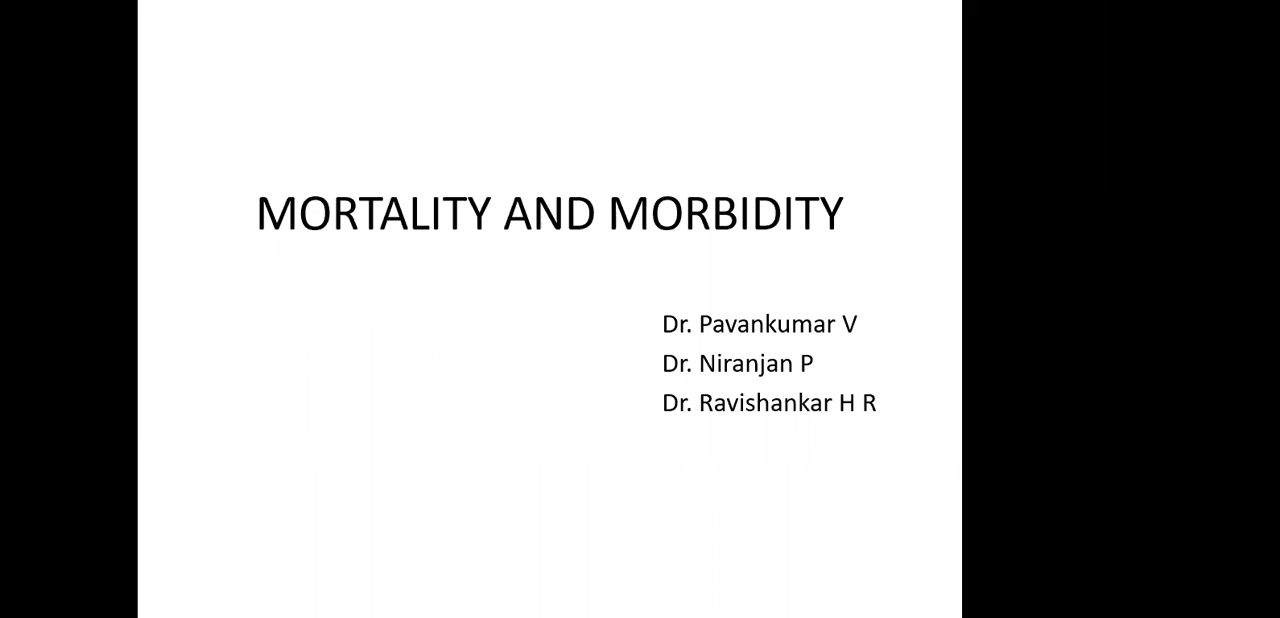 MORTALITY AND MORBIDITY
Dr. Pavankumar V
Dr. Niranjan P
Dr. Ravishankar H R